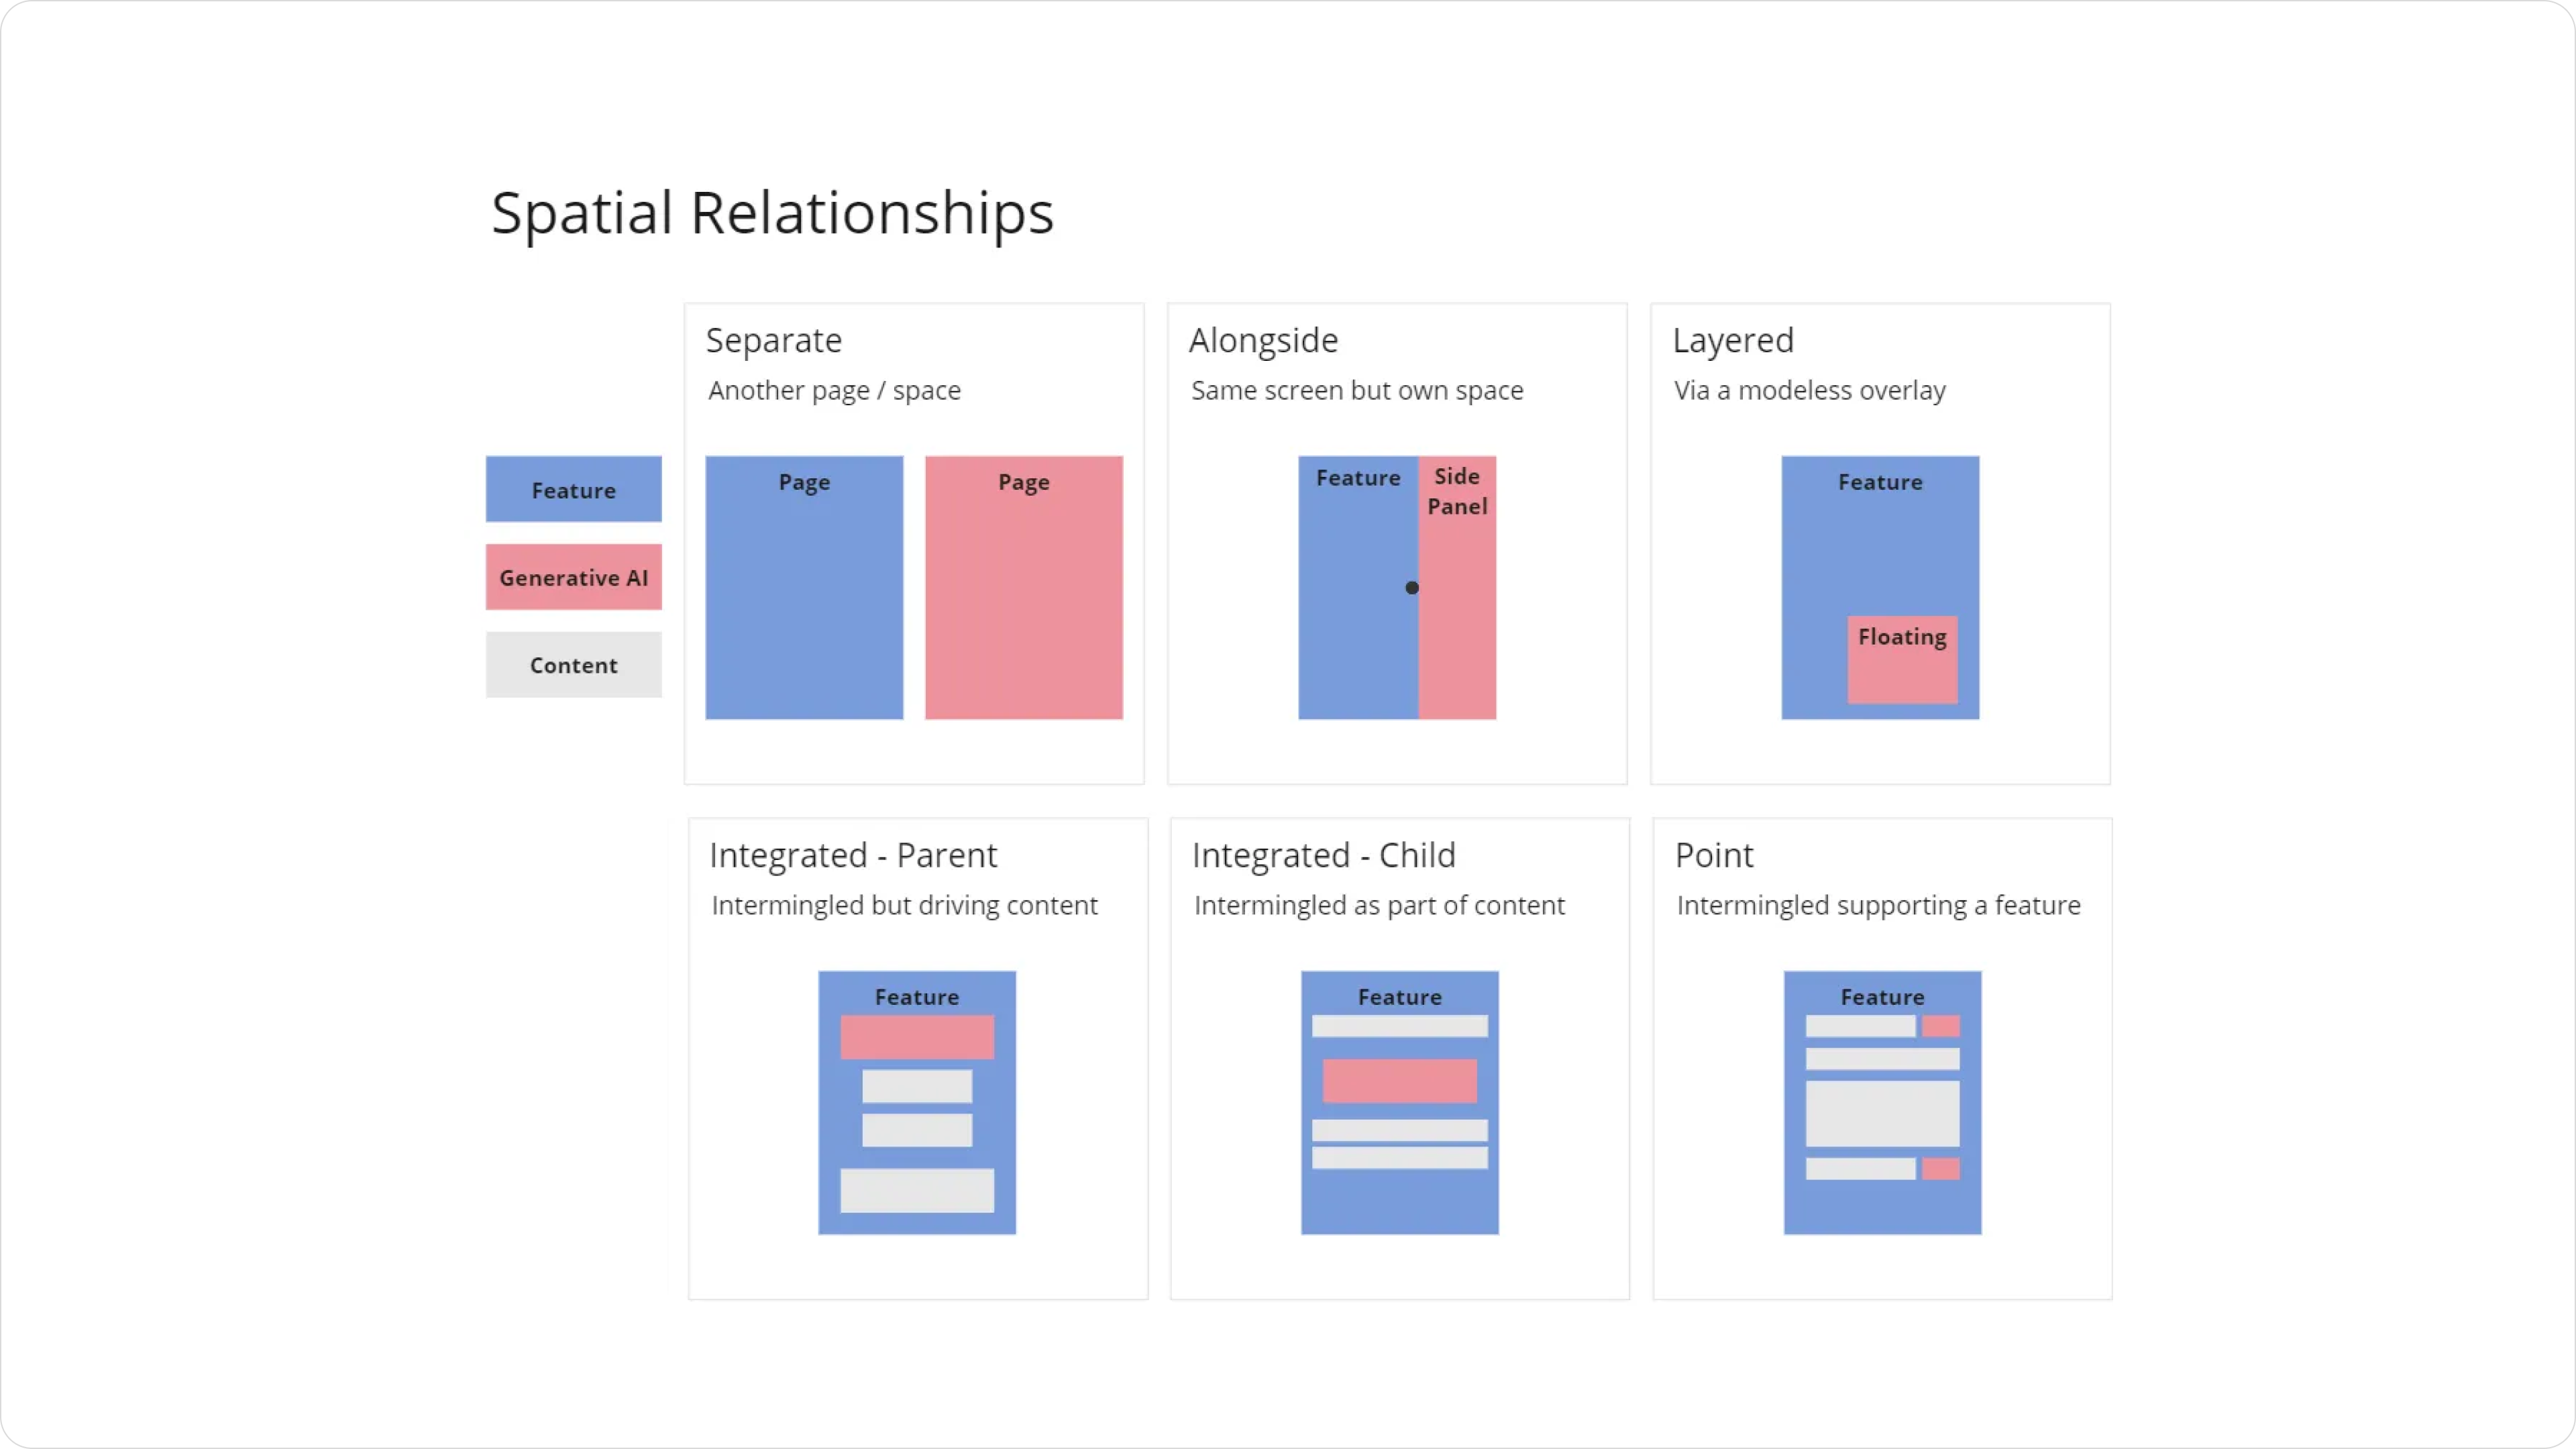 Spatial Relationships
Feature
Generative AI
Content
Separate
Another page / space
Page
Page
Alongside
Same screen but own space
Feature
Side
Panel
Layered
Via a modeless overlay
Feature
Floating
Integrated - Parent
Intermingled but driving content
Feature
Integrated - Child
Intermingled as part of content
Feature
Point
Intermingled supporting a feature
Feature